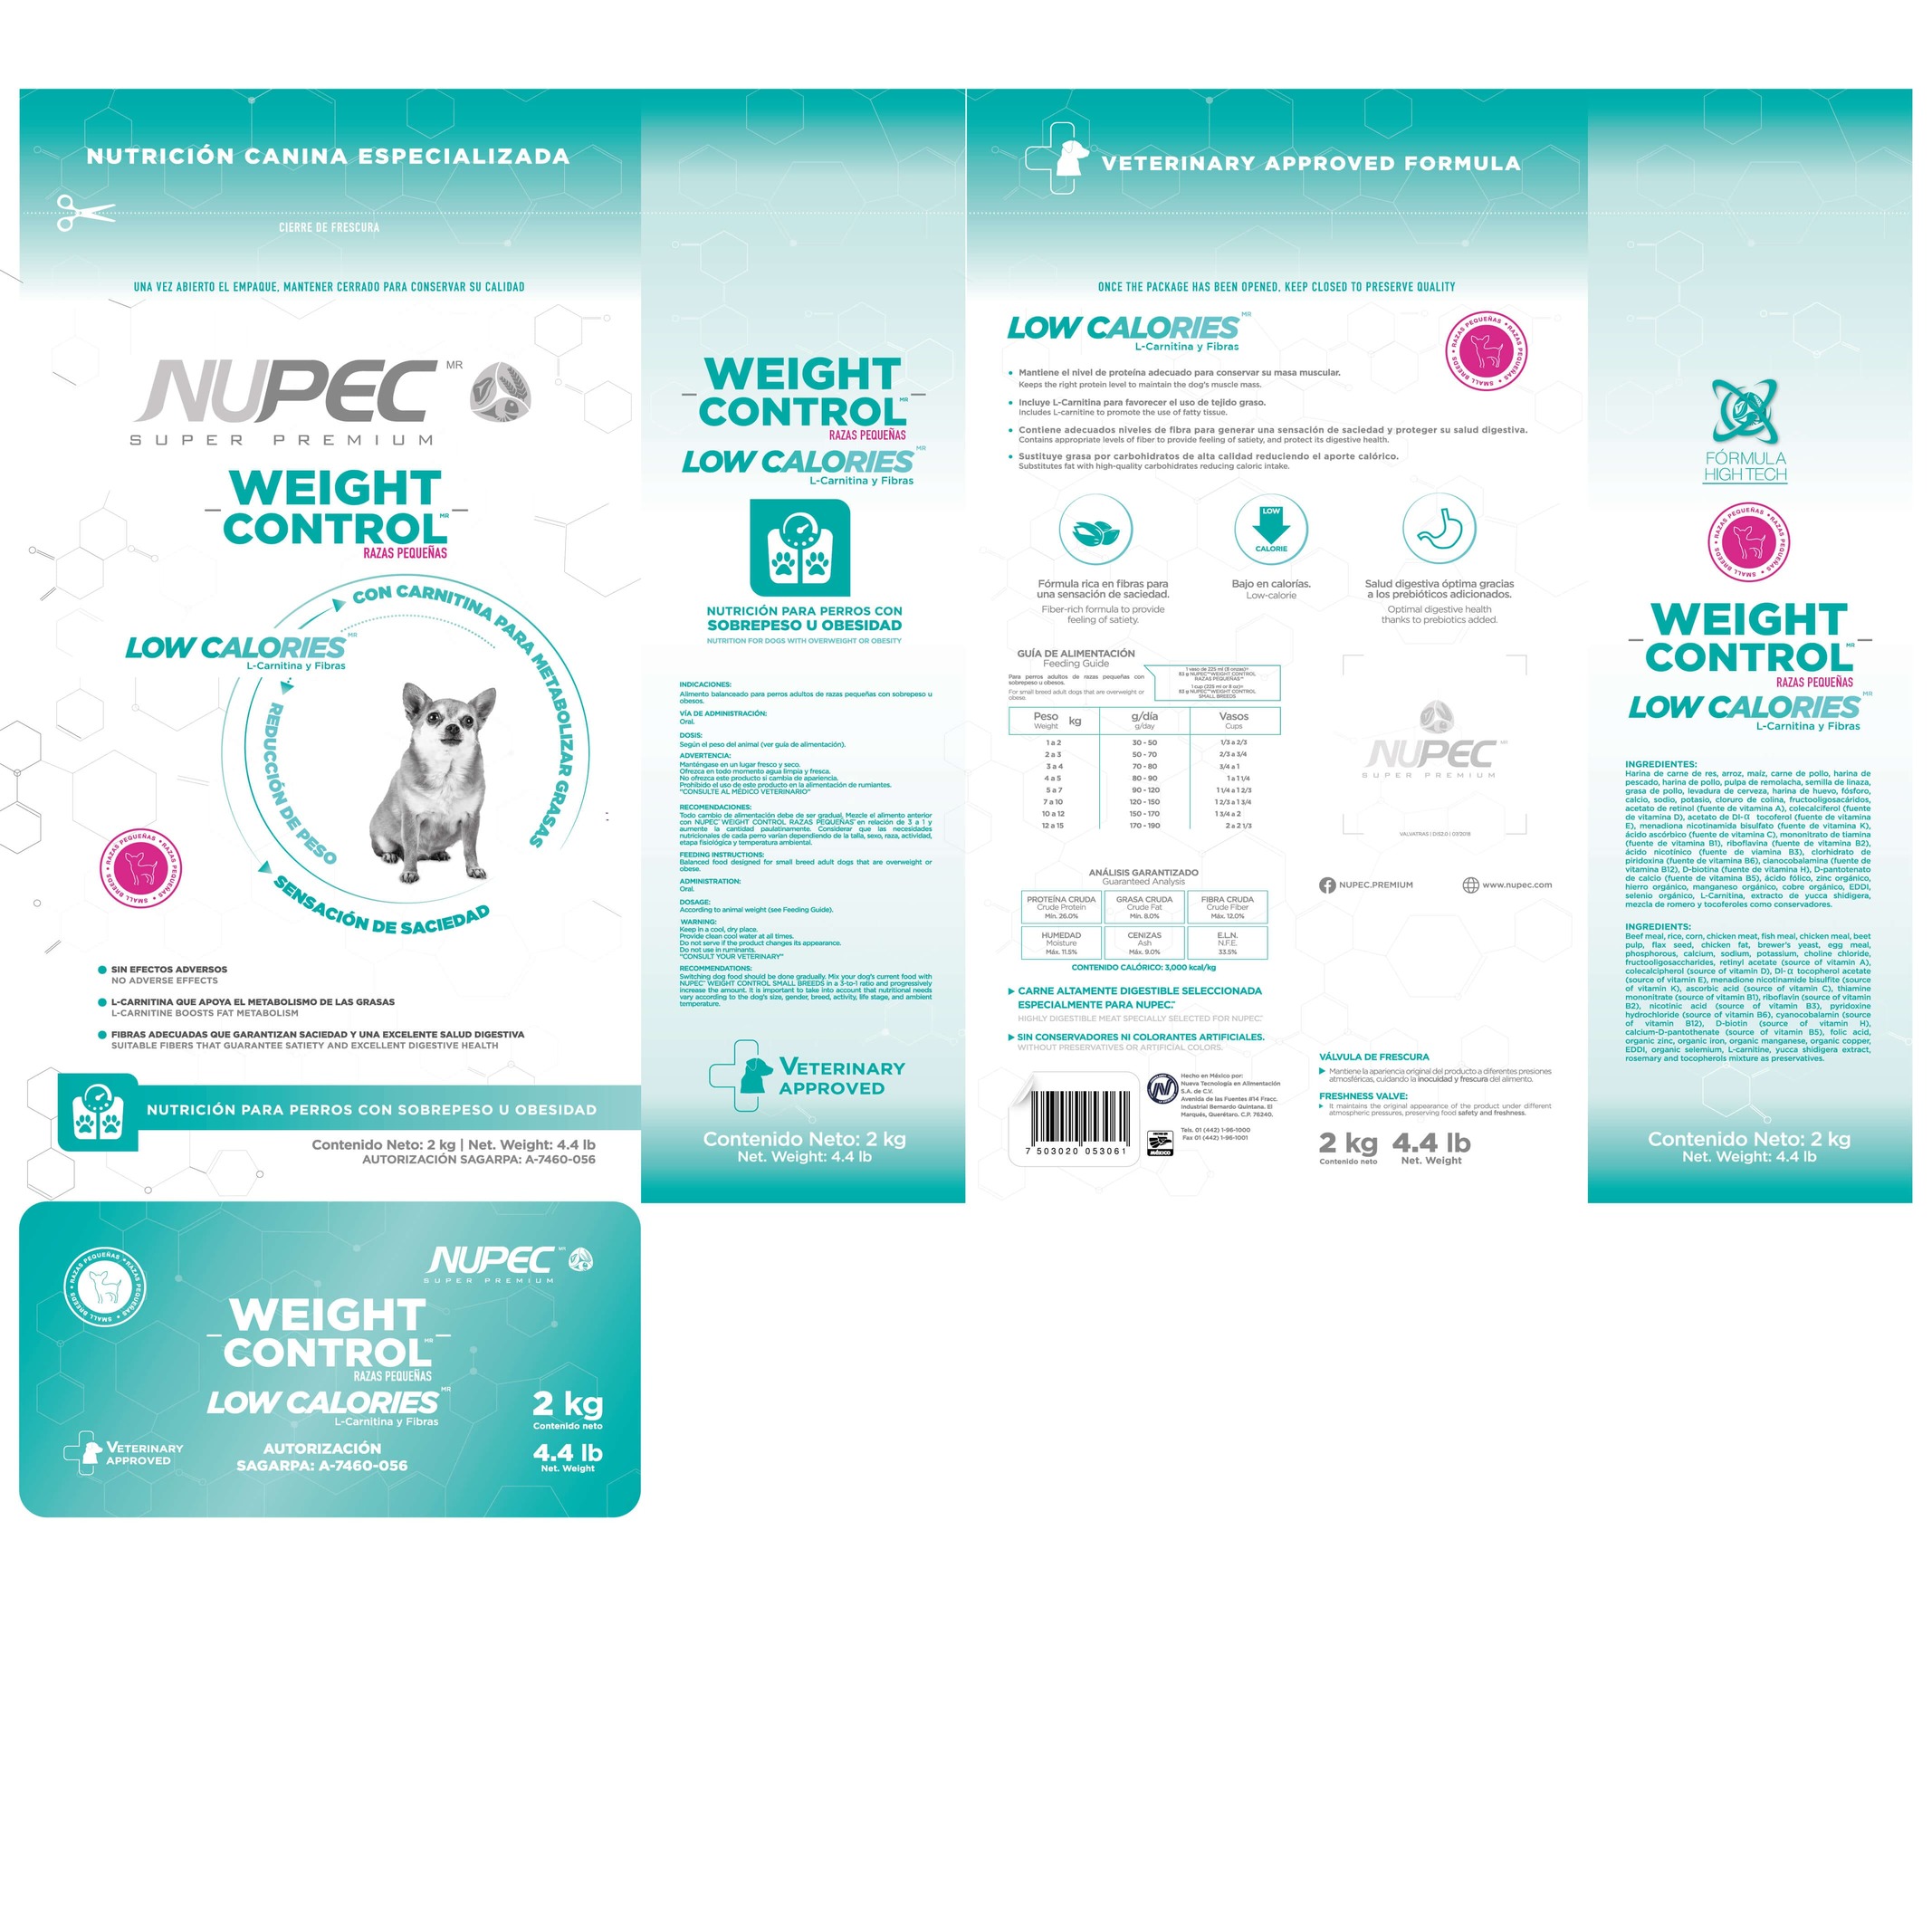 NUTRICIÓN CANINA ESPECIALIZADA
CIERRE DE FRESCURA
UNA VEZ ABIERTO EL EMPAQUE, MANTENER CERRADO PARA CONSERVAR SU CALIDAD
NUPEC MR
SUPER PREMIUM
WEIGHT
CONTROL MR
RAZAS PEQUEÑAS
CON CARNITINA PARA METABOLIZAR GRASAS
LOW CALORIES MR
L-Carnitina y Fibras
REDUCCIÓN DE PESO
SENSACIÓN DE SACIEDAD
RAZAS PEQUEÑAS • RAZAS PEQUEÑAS • SMALL BREEDS •
SIN EFECTOS ADVERSOS
NO ADVERSE EFFECTS
L-CARNITINA QUE APOYA EL METABOLISMO DE LAS GRASAS
L-CARNITINE BOOSTS FAT METABOLISM
FIBRAS ADECUADAS QUE GARANTIZAN SACIEDAD Y UNA EXCELENTE SALUD DIGESTIVA
SUITABLE FIBERS THAT GUARANTEE SATIETY AND EXCELLENT DIGESTIVE HEALTH
NUTRICIÓN PARA PERROS CON SOBREPESO U OBESIDAD
Contenido Neto: 2 kg | Net. Weight: 4.4 lb
AUTORIZACIÓN SAGARPA: A-7460-056
WEIGHT
CONTROL MR
RAZAS PEQUEÑAS
LOW CALORIES MR
L-Carnitina y Fibras
NUTRICIÓN PARA PERROS CON
SOBREPESO U OBESIDAD
NUTRITION FOR DOGS WITH OVERWEIGHT OR OBESITY
INDICACIONES:
Alimento balanceado para perros adultos de razas pequeñas con sobrepeso u
obesos.
VÍA DE ADMINISTRACIÓN:
Oral.
DOSIS:
Según el peso del animal (ver guía de alimentación).
ADVERTENCIA:
Manténgase en un lugar fresco y seco.
Ofrezca en todo momento agua limpia y fresca.
No ofrezca este producto si cambia de apariencia.
Prohibido el uso de este producto en la alimentación de rumiantes.
"CONSULTE AL MÉDICO VETERINARIO"
RECOMENDACIONES:
Todo cambio de alimentación debe de ser gradual. Mezcle el alimento anterior
con NUPEC WEIGHT CONTROL RAZAS PEQUEÑAS en relación de 3 a 1 y
aumente la cantidad paulatinamente. Considerar que las necesidades
nutricionales de cada perro varían dependiendo de la talla, sexo, raza, actividad,
etapa fisiológica y temperatura ambiental.
FEEDING INSTRUCTIONS:
Balanced food designed for small breed adult dogs that are overweight or
obese.
ADMINISTRATION:
Oral.
DOSAGE:
According to animal weight (see Feeding Guide).
WARNING:
Keep in a cool, dry place.
Provide clean cool water at all times.
Do not serve if the product changes its appearance.
Do not use in ruminants.
"CONSULT YOUR VETERINARY"
RECOMMENDATIONS:
Switching dog food should be done gradually. Mix your dog's current food with
NUPEC WEIGHT CONTROL SMALL BREEDS in a 3-to-1 ratio and progressively
increase the amount. It is important to take into account that nutritional needs
vary according to the dog's size, gender, breed, activity, life stage, and ambient
temperature.
VETERINARY
APPROVED
Contenido Neto: 2 kg
Net. Weight: 4.4 lb
VETERINARY APPROVED FORMULA
ONCE THE PACKAGE HAS BEEN OPENED, KEEP CLOSED TO PRESERVE QUALITY
LOW CALORIES MR
L-Carnitina y Fibras
RAZAS PEQUEÑAS • RAZAS PEQUEÑAS • SMALL BREEDS •
Mantiene el nivel de proteína adecuado para conservar su masa muscular.
Keeps the right protein level to maintain the dog's muscle mass.
Incluye L-Carnitina para favorecer el uso de tejido graso.
Includes L-carnitine to promote the use of fatty tissue.
Contiene adecuados niveles de fibra para generar una sensación de saciedad y proteger su salud digestiva.
Contains appropriate levels of fiber to provide feeling of satiety, and protect its digestive health.
Sustituye grasa por carbohidratos de alta calidad reduciendo el aporte calórico.
Substitutes fat with high-quality carbohydrates reducing caloric intake.
LOW
CALORIE
Fórmula rica en fibras para
una sensación de saciedad.
Fiber-rich formula to provide
feeling of satiety.
Bajo en calorías.
Low-calorie
Salud digestiva óptima gracias
a los prebióticos adicionados.
Optimal digestive health
thanks to prebiotics added.
GUÍA DE ALIMENTACIÓN
Feeding Guide
Para perros adultos de razas pequeñas con
sobrepeso u obesos.
For small breed adult dogs that are overweight or
obese.
1 vaso de 225 ml (8 onzas)=
83 g NUPEC WEIGHT CONTROL
RAZAS PEQUEÑAS
1 cup (225 ml or 8 oz)=
83 g NUPEC WEIGHT CONTROL
SMALL BREEDS
Peso Weight kg | g/día g/day | Vasos Cups
1 a 2 30 - 50 1/3 a 2/3
2 a 3 50 - 70 2/3 a 3/4
3 a 4 70 - 80 3/4 a 1
4 a 5 80 - 90 1 a 1 1/4
5 a 7 90 - 120 1 1/4 a 1 2/3
7 a 10 120 - 150 1 2/3 a 1 3/4
10 a 12 150 - 170 1 3/4 a 2
12 a 15 170 - 190 2 a 2 1/3
NUPEC MR
SUPER PREMIUM
ANÁLISIS GARANTIZADO
Guaranteed Analysis
PROTEÍNA CRUDA Crude Protein Mín. 26.0%
GRASA CRUDA Crude Fat Mín. 8.0%
FIBRA CRUDA Crude Fiber Máx. 12.0%
HUMEDAD Moisture Máx. 11.5%
CENIZAS Ash Máx. 9.0%
E.L.N. N.F.E. 33.5%
CONTENIDO CALÓRICO: 3,000 kcal/kg
NUPEC.PREMIUM
www.nupec.com
CARNE ALTAMENTE DIGESTIBLE SELECCIONADA
ESPECIALMENTE PARA NUPEC.
HIGHLY DIGESTIBLE MEAT SPECIALLY SELECTED FOR NUPEC.
SIN CONSERVADORES NI COLORANTES ARTIFICIALES.
WITHOUT PRESERVATIVES OR ARTIFICIAL COLORS.
7 503020 053061
Hecho en México por:
Nueva Tecnología en Alimentación
S.A. de C.V.
Avenida de las Fuentes #14 Fracc.
Industrial Bernardo Quintana. El
Marqués, Querétaro. C.P. 76240.
Tels. 01 (442) 1-96-1000
Fax 01 (442) 1-96-1001
MÉXICO
VÁLVULA DE FRESCURA
Mantiene la apariencia original del producto a diferentes presiones
atmosféricas, cuidando la inocuidad y frescura del alimento.
FRESHNESS VALVE:
It maintains the original appearance of the product under different
atmospheric pressures, preserving food safety and freshness.
2 kg 4.4 lb
Contenido neto Net. Weight
FÓRMULA
HIGH TECH
RAZAS PEQUEÑAS • RAZAS PEQUEÑAS • SMALL BREEDS •
WEIGHT
CONTROL MR
RAZAS PEQUEÑAS
LOW CALORIES MR
L-Carnitina y Fibras
INGREDIENTES:
Harina de carne de res, arroz, maíz, carne de pollo, harina de
pescado, harina de pollo, pulpa de remolacha, semilla de linaza,
grasa de pollo, levadura de cerveza, harina de huevo, fósforo,
calcio, sodio, potasio, cloruro de colina, fructooligosacáridos,
acetato de retinol (fuente de vitamina A), colecalciferol (fuente
de vitamina D), acetato de Dl-α tocoferol (fuente de vitamina
E), menadiona nicotinamida bisulfato (fuente de vitamina K),
ácido ascórbico (fuente de vitamina C), mononitrato de tiamina
(fuente de vitamina B1), riboflavina (fuente de vitamina B2),
ácido nicotínico (fuente de viamina B3), clorhidrato de
piridoxina (fuente de vitamina B6), cianocobalamina (fuente de
vitamina B12), D-biotina (fuente de vitamina H), D-pantotenato
de calcio (fuente de vitamina B5), ácido fólico, zinc orgánico,
hierro orgánico, manganeso orgánico, cobre orgánico, EDDI,
selenio orgánico, L-Carnitina, extracto de yucca shidigera,
mezcla de romero y tocoferoles como conservadores.
INGREDIENTS:
Beef meal, rice, corn, chicken meat, fish meal, chicken meal, beet
pulp, flax seed, chicken fat, brewer's yeast, egg meal,
phosphorous, calcium, sodium, potassium, choline chloride,
fructooligosaccharides, retinyl acetate (source of vitamin A),
colecalcipherol (source of vitamin D), Dl-α tocopherol acetate
(source of vitamin E), menadione nicotinamide bisulfite (source
of vitamin K), ascorbic acid (source of vitamin C), thiamine
mononitrate (source of vitamin B1), riboflavin (source of vitamin
B2), nicotinic acid (source of vitamin B3), pyridoxine
hydrochloride (source of vitamin B6), cyanocobalamin (source
of vitamin B12), D-biotin (source of vitamin H),
calcium-D-pantothenate (source of vitamin B5), folic acid,
organic zinc, organic iron, organic manganese, organic copper,
EDDI, organic selemium, L-carnitine, yucca shidigera extract,
rosemary and tocopherols mixture as preservatives.
Contenido Neto: 2 kg
Net. Weight: 4.4 lb
RAZAS PEQUEÑAS • RAZAS PEQUEÑAS • SMALL BREEDS •
NUPEC MR
SUPER PREMIUM
WEIGHT
CONTROL MR
RAZAS PEQUEÑAS
LOW CALORIES MR
L-Carnitina y Fibras
VETERINARY
APPROVED
AUTORIZACIÓN
SAGARPA: A-7460-056
2 kg
Contenido neto
4.4 lb
Net. Weight